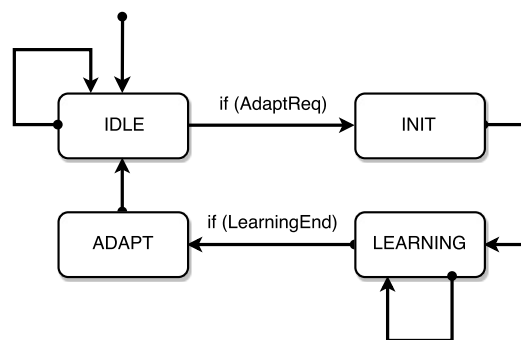 if (AdaptReq)
IDLE
INIT
if (LearningEnd)
ADAPT
LEARNING